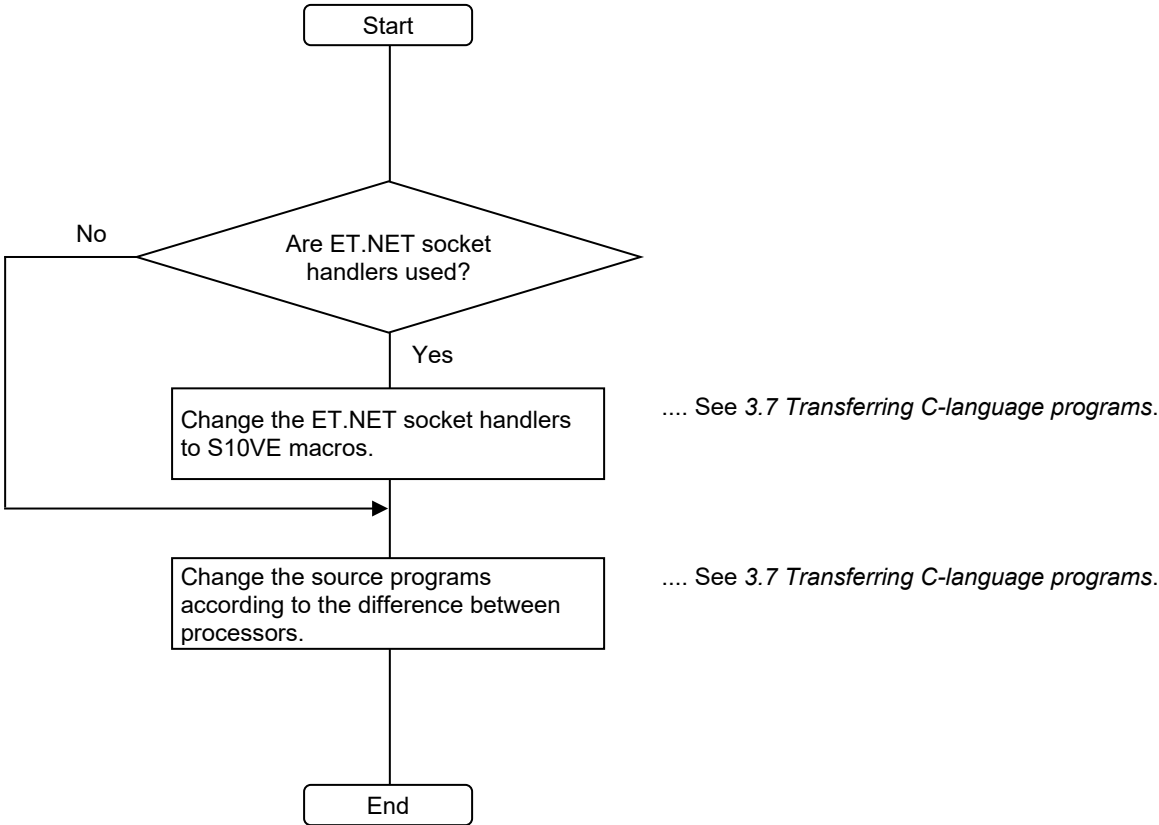 Start
No
Are ET.NET socket
handlers used?
Yes
Change the ET.NET socket handlers
to S10VE macros.
.... See 3.7 Transferring C-language programs.
Change the source programs
according to the difference between
processors.
.... See 3.7 Transferring C-language programs.
End